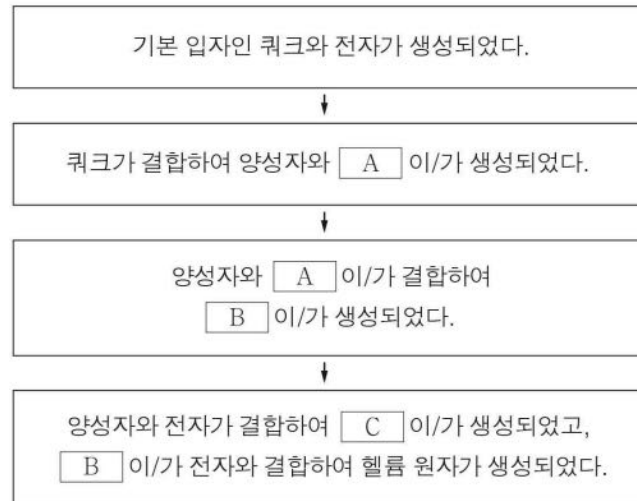 기본 입자인 쿼크와 전자가 생성되었다.
쿼크가 결합하여 양성자와 A 이/가 생성되었다.
양성자와 A 이/가 결합하여
B 이/가 생성되었다.
양성자와 전자가 결합하여 C 이/가 생성되었고,
B 이/가 전자와 결합하여 헬륨 원자가 생성되었다.